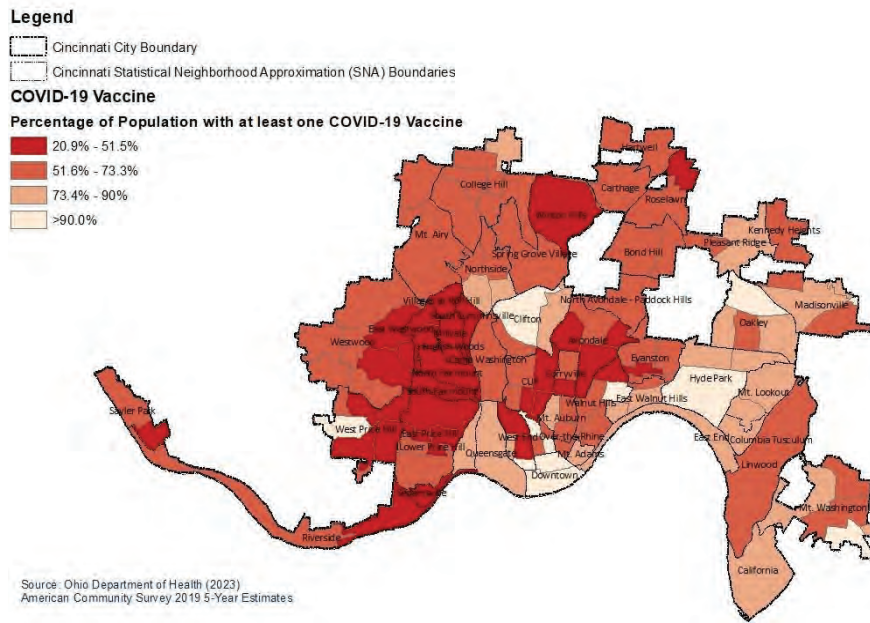 Legend
Cincinnati City Boundary
Cincinnati Statistical Neighborhood Approximation (SNA) Boundaries
COVID-19 Vaccine
Percentage of Population with at least one COVID-19 Vaccine
20.9% - 51.5%
51.6% - 73.3%
73.4% - 90%
>90.0%
Hartwell
College Hill
Carthage
Roselawn
Winton Hills
Mt. Airy
Kennedy Heights
Pleasant Ridge
Spring Grove Village
Bond Hill
Northside
North Avondale - Paddock Hills
Madisonville
Clifton
Oakley
Westwood
Avondale
Camp Washington
Evanston
Corryville
CUF
Hyde Park
Mt. Lookout
Walnut Hills
East Walnut Hills
Sayler Park
Mt. Auburn
West Price Hill
East Price Hill
West End
Over-the-Rhine
East End
Columbia Tusculum
Lower Price Hill
Queensgate
Mt. Adams
Linwood
Downtown
Mt. Washington
Riverside
California
Source: Ohio Department of Health (2023)
American Community Survey 2019 5-Year Estimates